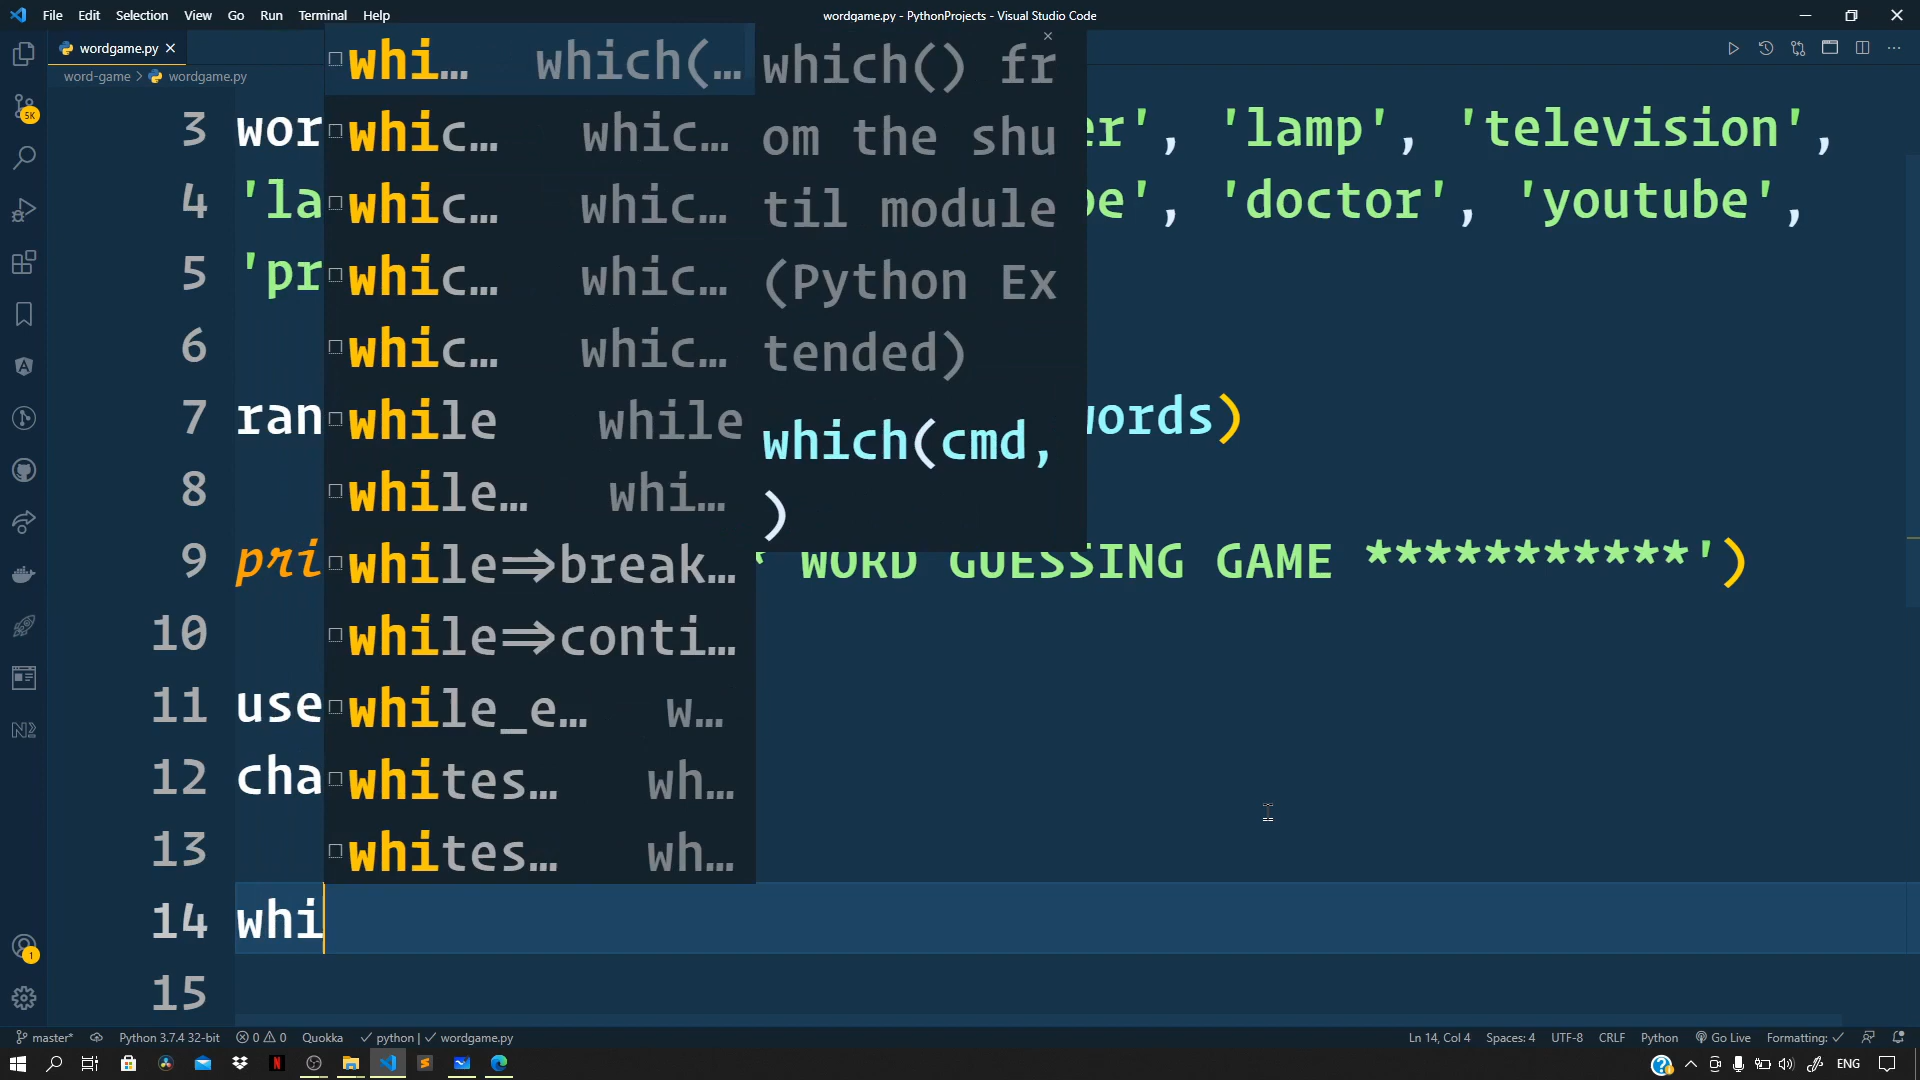 File Edit Selection View Go Run Terminal Help
wordgame.py - PythonProjects - Visual Studio Code
wordgame.py
word-game > wordgame.py
5K
3 wor er', 'lamp', 'television',
4 'la be', 'doctor', 'youtube',
5 'pr
6
7 ran words)
8
9 pri * WORD GUESSING GAME ***********')
10
11 use
12 cha
13
14 whi
15
whi… which(…
whic… whic…
whic… whic…
whic… whic…
whic… whic…
while while
while… whi…
while⇒break…
while⇒conti…
while_e… w…
whites… wh…
whites… wh…
which() fr
om the shu
til module
(Python Ex
tended)
which(cmd,
)
1
master* Python 3.7.4 32-bit 0 0 Quokka ✓ python | ✓ wordgame.py
Ln 14, Col 4 Spaces: 4 UTF-8 CRLF Python Go Live Formatting: ✓
ENG